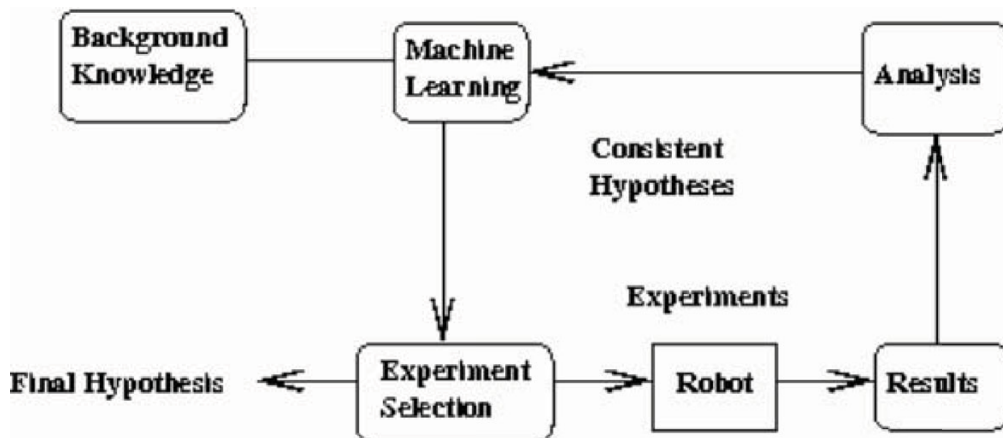 Background
Knowledge
Machine
Learning
Analysis
Consistent
Hypotheses
Experiments
Final Hypothesis
Experiment
Selection
Robot
Results